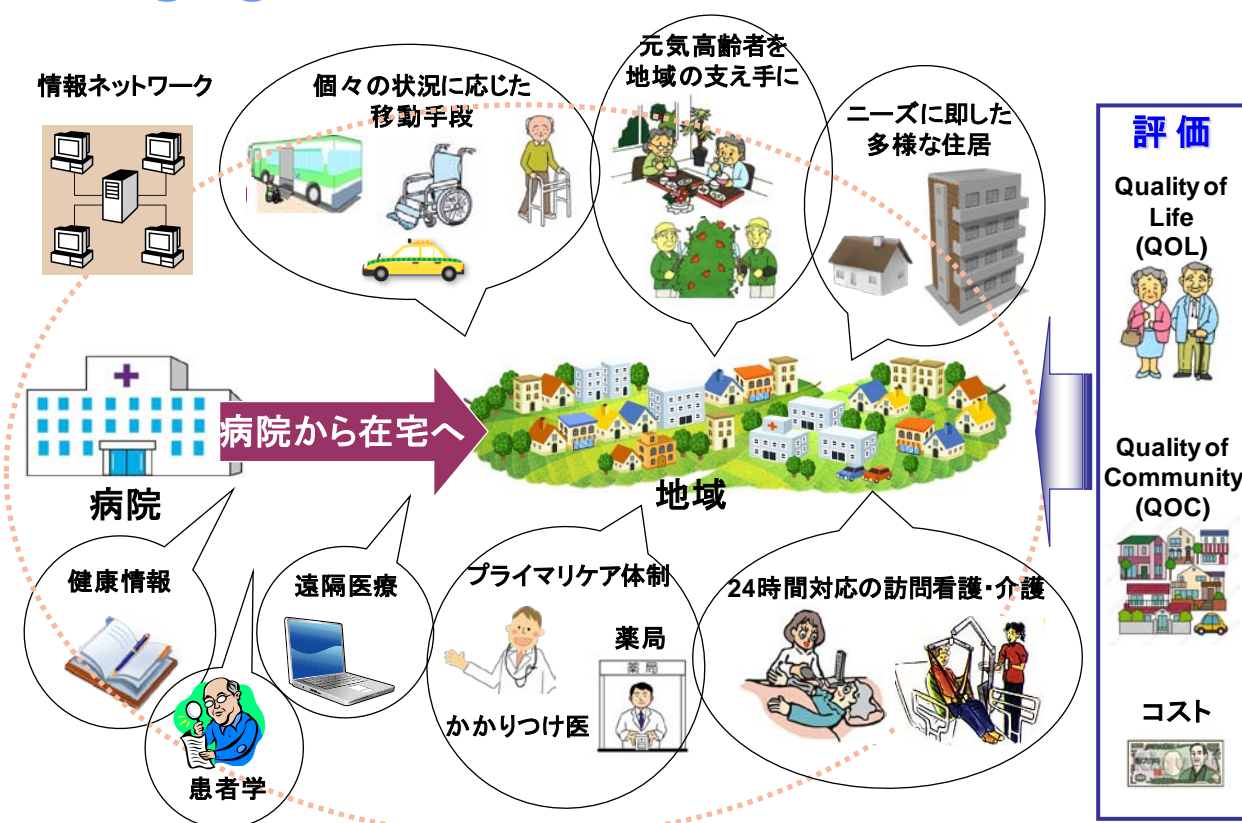 情報ネットワーク
個々の状況に応じた
移動手段
元気高齢者を
地域の支え手に
ニーズに即した
多様な住居
評価
Quality of
Life
(QOL)
Quality of
Community
(QOC)
コスト
病院から在宅へ
病院
地域
健康情報
患者学
遠隔医療
プライマリケア体制
かかりつけ医
薬局
薬局
24時間対応の訪問看護・介護